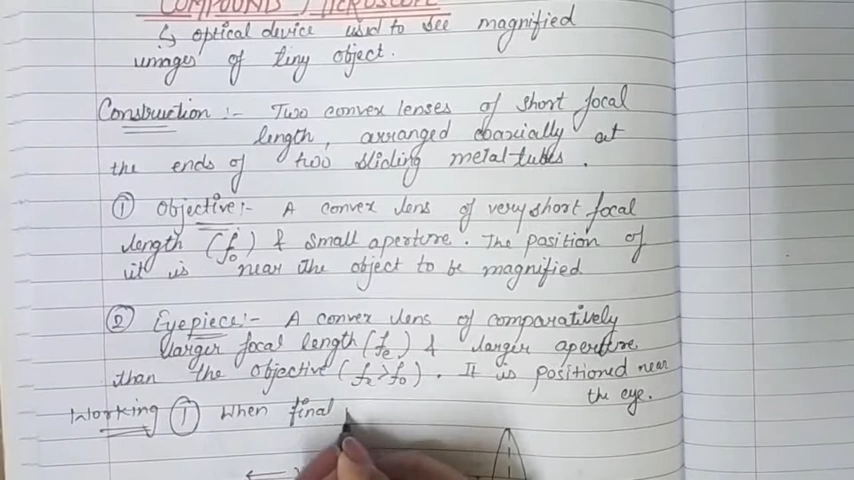 COMPOUND MICROSCOPE
↳ optical device used to see magnified
images of tiny object.
Construction :- Two convex lenses of short focal
length, arranged coaxially at
the ends of two sliding metal tubes.
① Objective:- A convex lens of very short focal
length (fo) & small aperture. The position of
it is near the object to be magnified
② Eyepiece:- A convex lens of comparatively
larger focal length (fe) & larger aperture
than the objective (fe > fo). It is positioned near
the eye.
Working ① When final